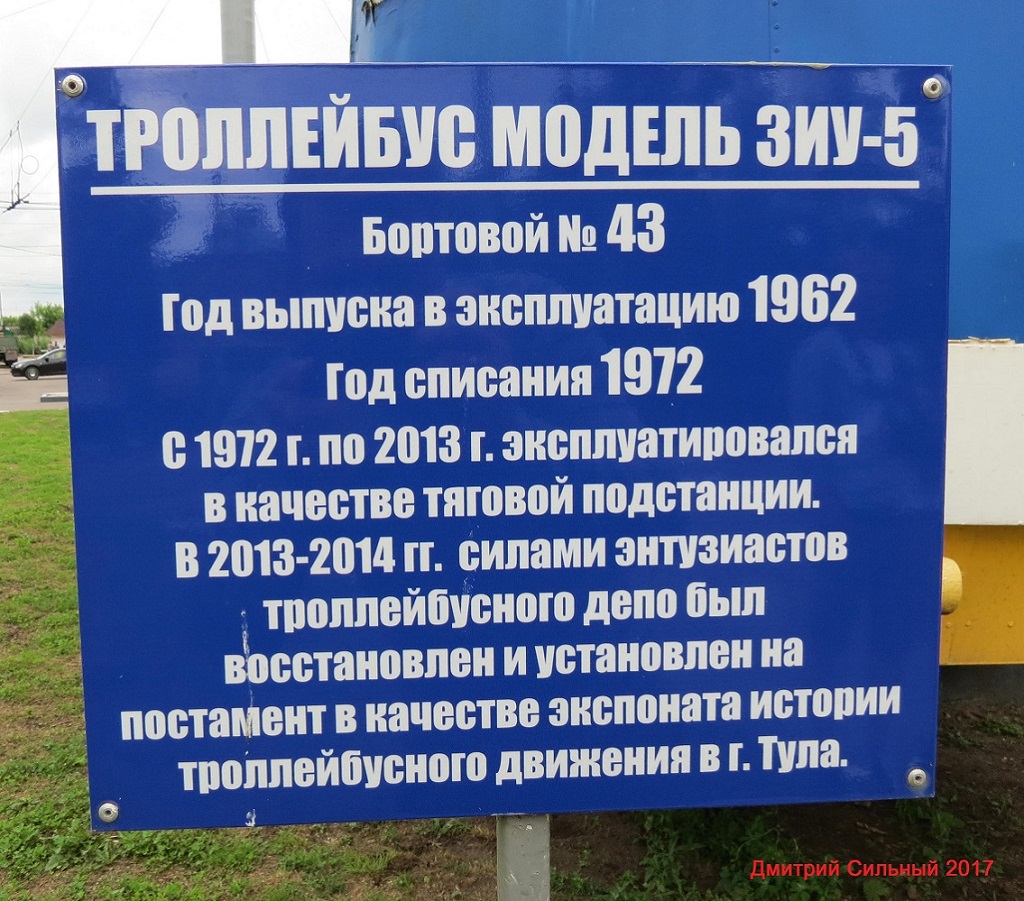 ТРОЛЛЕЙБУС МОДЕЛЬ ЗИУ-5
Бортовой № 43
Год выпуска в эксплуатацию 1962
Год списания 1972
С 1972 г. по 2013 г. эксплуатировался
в качестве тяговой подстанции.
В 2013-2014 гг. силами энтузиастов
троллейбусного депо был
восстановлен и установлен на
постамент в качестве экспоната истории
троллейбусного движения в г. Тула.
Дмитрий Сильный 2017